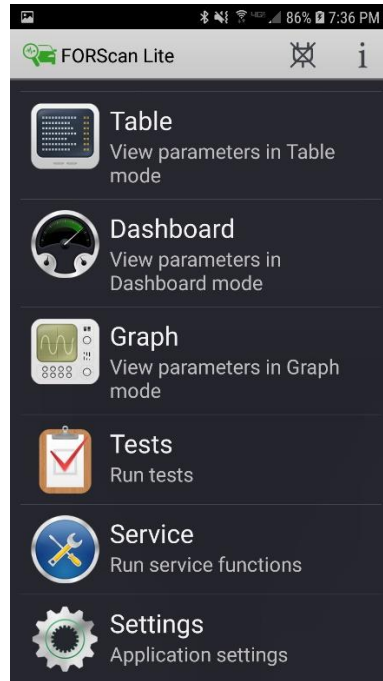 86% 7:36 PM
FORScan Lite
i
Table
View parameters in Table
mode
Dashboard
View parameters in
Dashboard mode
Graph
View parameters in Graph
mode
Tests
Run tests
Service
Run service functions
Settings
Application settings